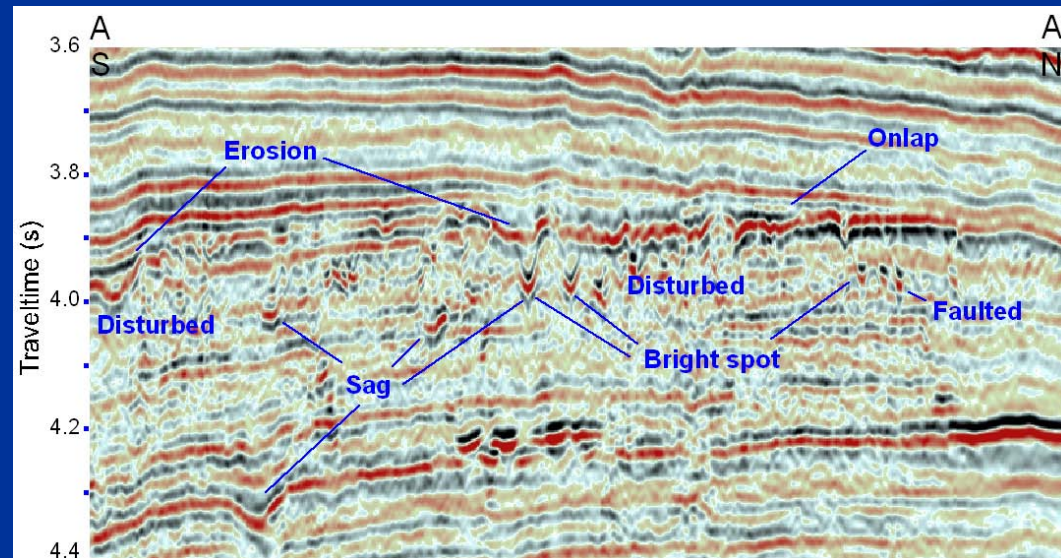 A A
S N
3.6
Onlap
Erosion
3.8
Traveltime (s)
Disturbed
4.0
Faulted
Disturbed
Bright spot
Sag
4.2
4.4